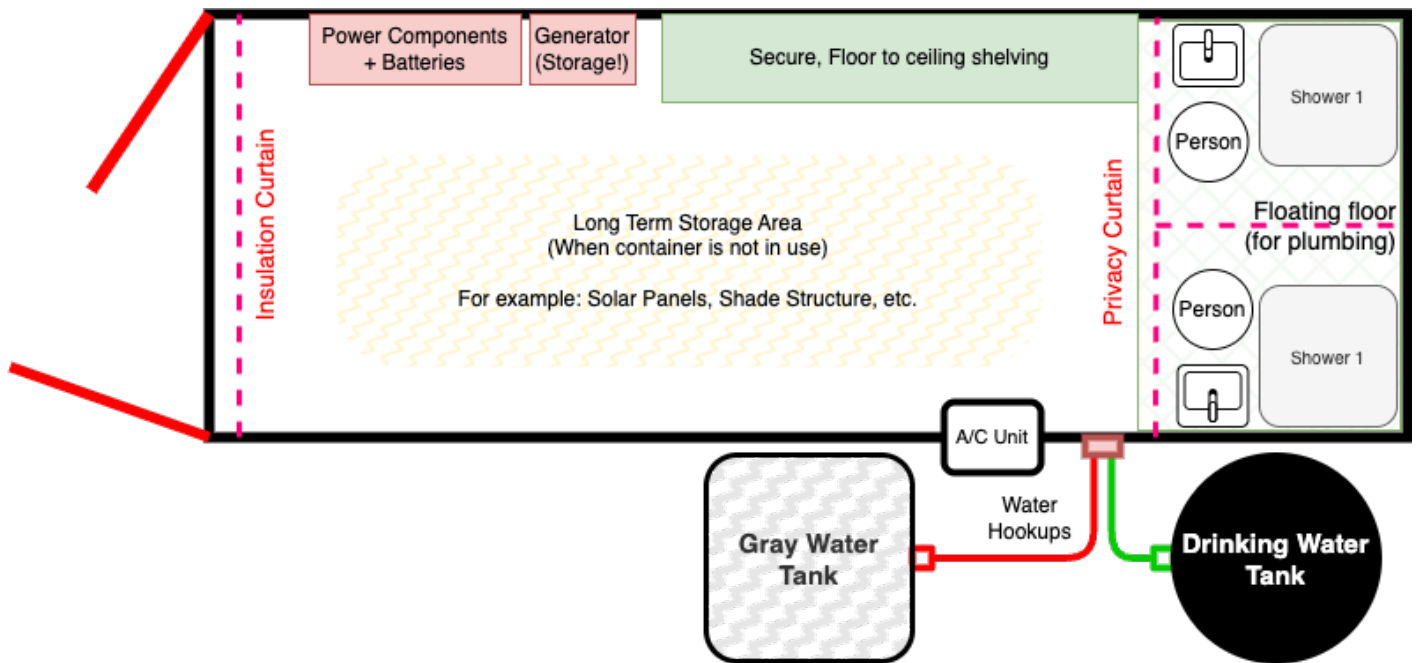 Power Components
+ Batteries
Generator
(Storage!)
Secure, Floor to ceiling shelving
Shower 1
Person
Insulation Curtain
Privacy Curtain
Long Term Storage Area
(When container is not in use)
For example: Solar Panels, Shade Structure, etc.
Floating floor
(for plumbing)
Person
Shower 1
A/C Unit
Water
Hookups
Gray Water
Tank
Drinking Water
Tank